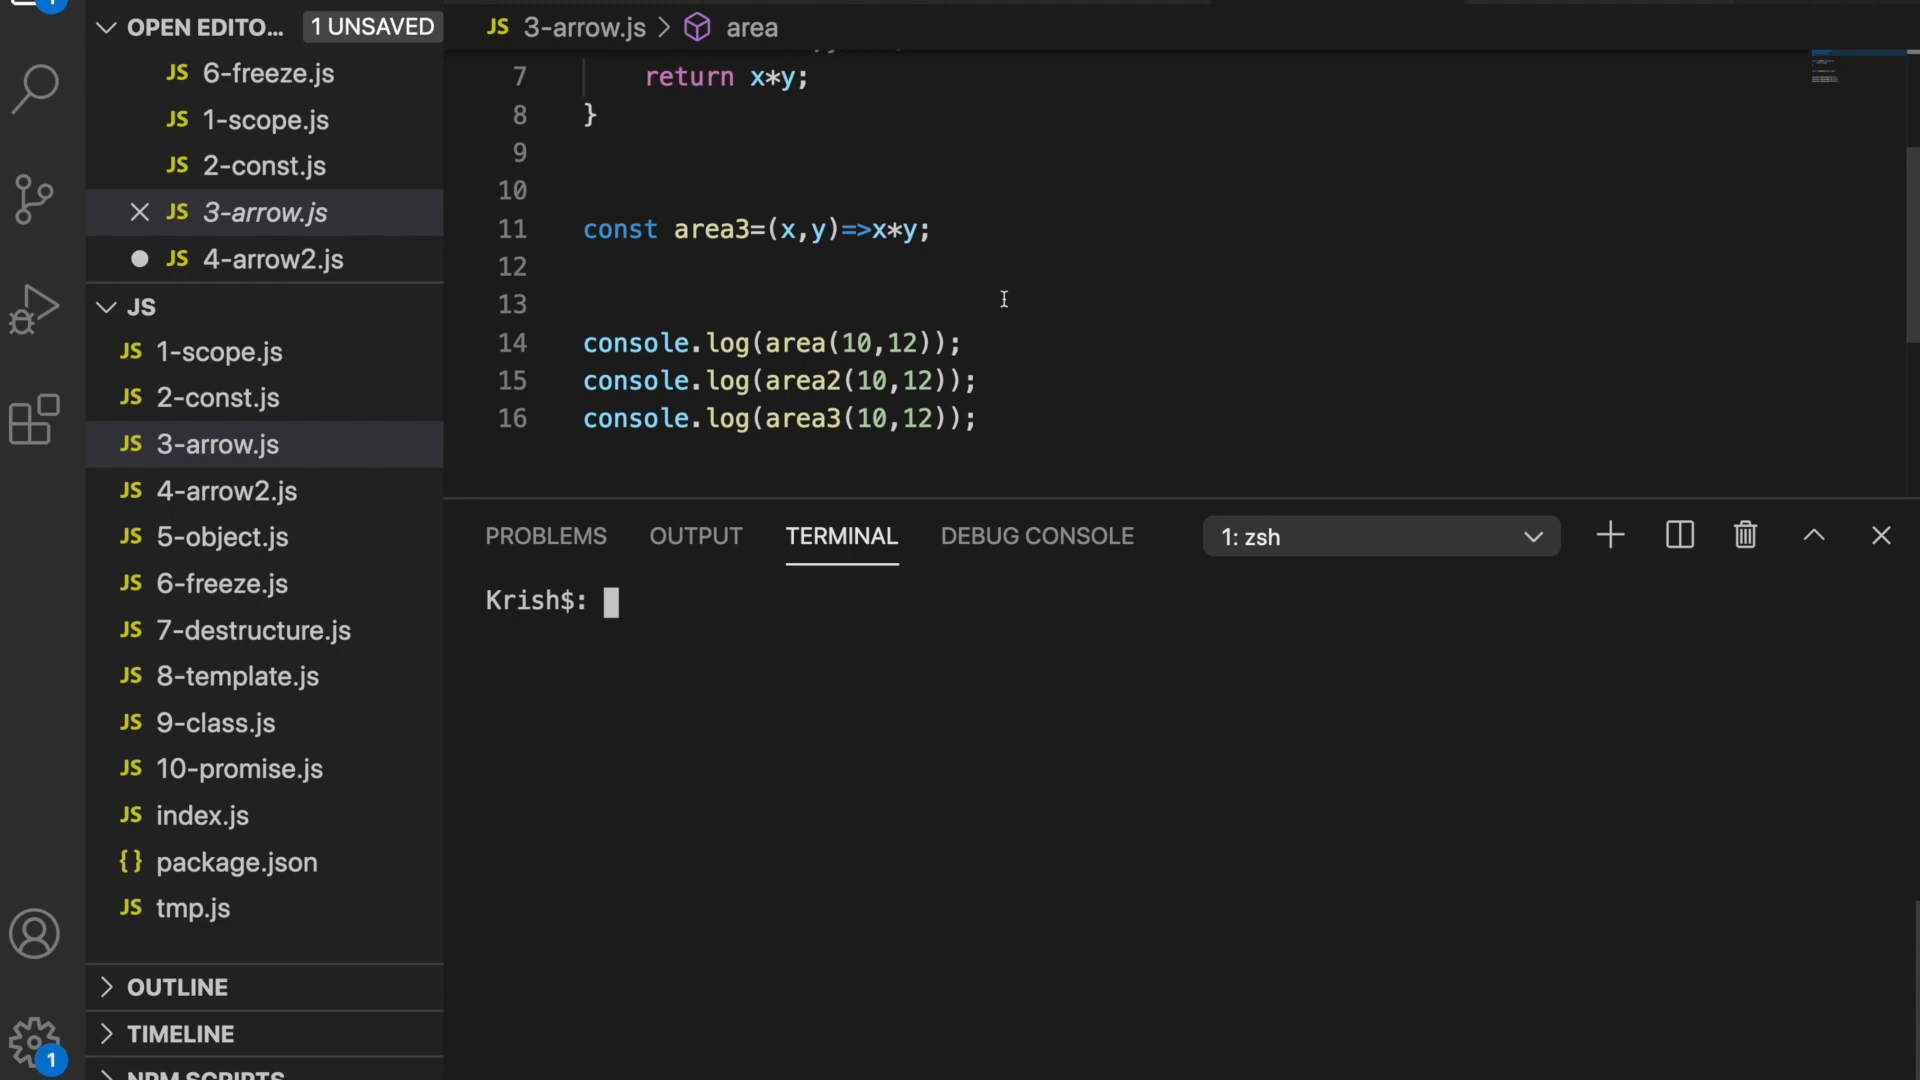 OPEN EDITO... 1 UNSAVED
JS 6-freeze.js
JS 1-scope.js
JS 2-const.js
JS 3-arrow.js
JS 4-arrow2.js
JS
JS 1-scope.js
JS 2-const.js
JS 3-arrow.js
JS 4-arrow2.js
JS 5-object.js
JS 6-freeze.js
JS 7-destructure.js
JS 8-template.js
JS 9-class.js
JS 10-promise.js
JS index.js
{} package.json
JS tmp.js
OUTLINE
TIMELINE
NPM SCRIPTS
1
JS 3-arrow.js > area
7 return x*y;
8 }
9
10
11 const area3=(x,y)=>x*y;
12
13
14 console.log(area(10,12));
15 console.log(area2(10,12));
16 console.log(area3(10,12));
PROBLEMS OUTPUT TERMINAL DEBUG CONSOLE 1: zsh
Krish$: